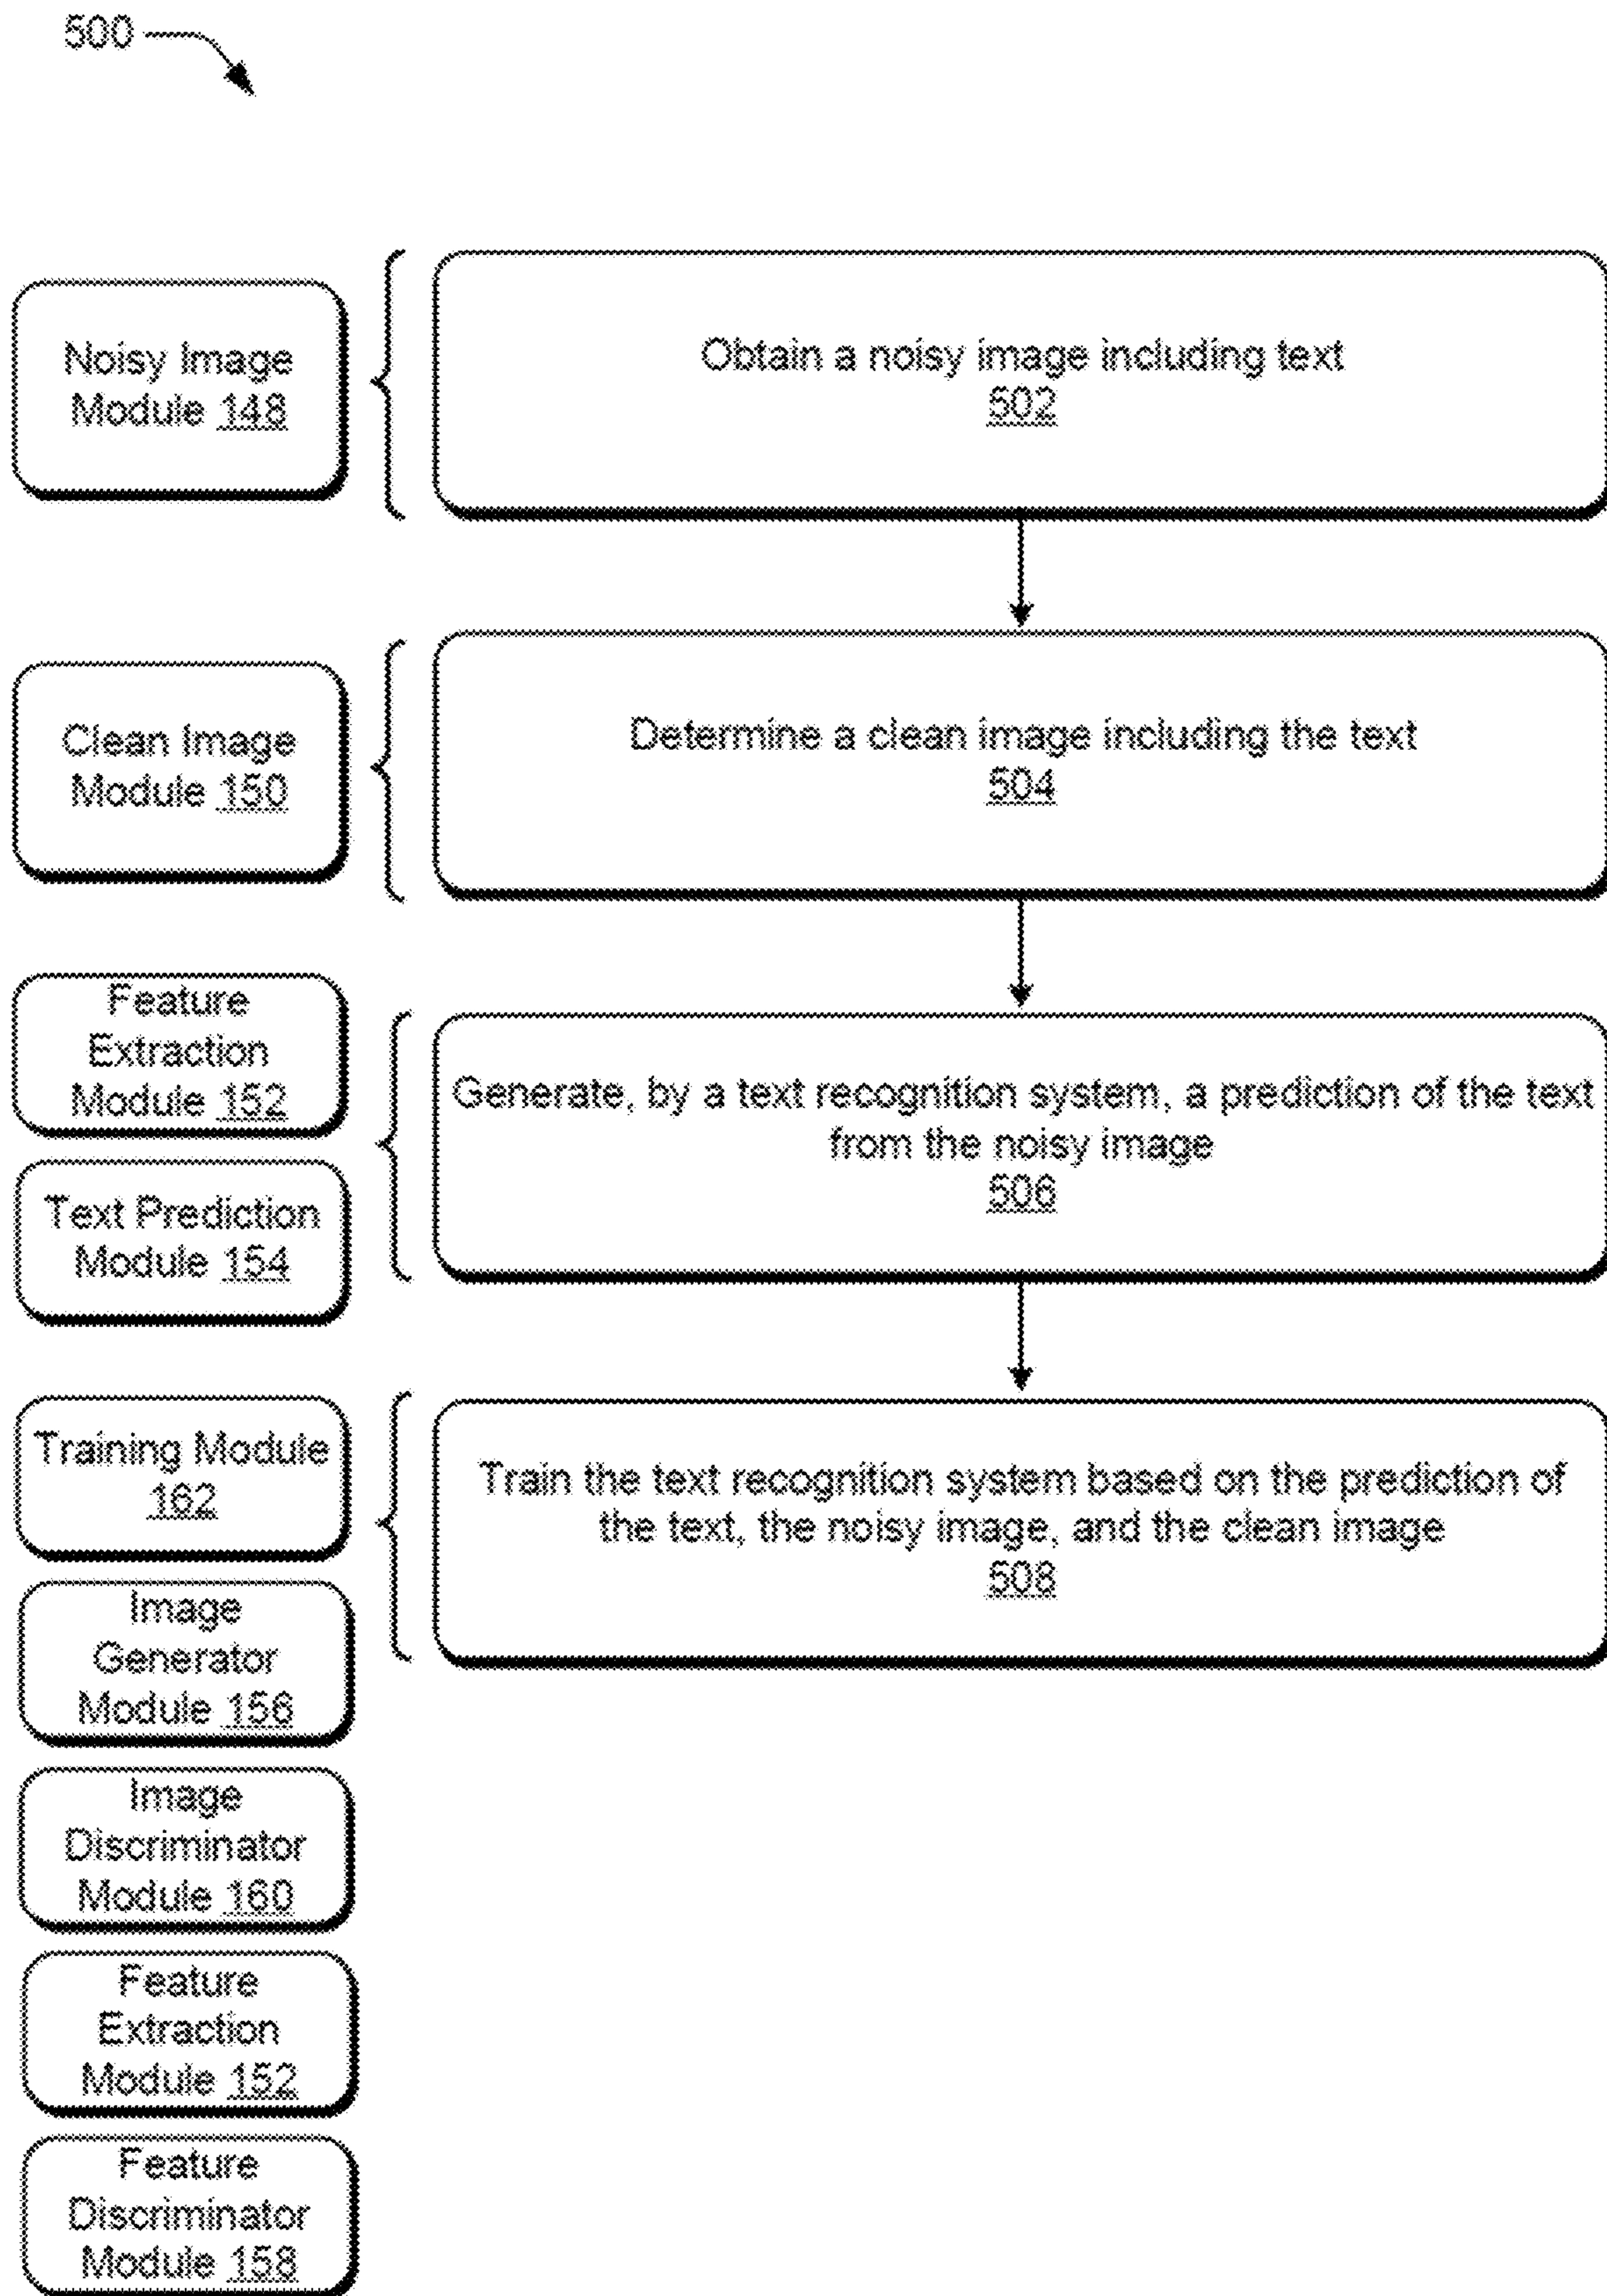 500
Noisy Image
Module 148
Obtain a noisy image including text
502
Clean Image
Module 150
Determine a clean image including the text
504
Feature
Extraction
Module 152
Text Prediction
Module 154
Generate, by a text recognition system, a prediction of the text
from the noisy image
506
Training Module
162
Image
Generator
Module 156
Image
Discriminator
Module 160
Feature
Extraction
Module 152
Feature
Discriminator
Module 158
Train the text recognition system based on the prediction of
the text, the noisy image, and the clean image
508